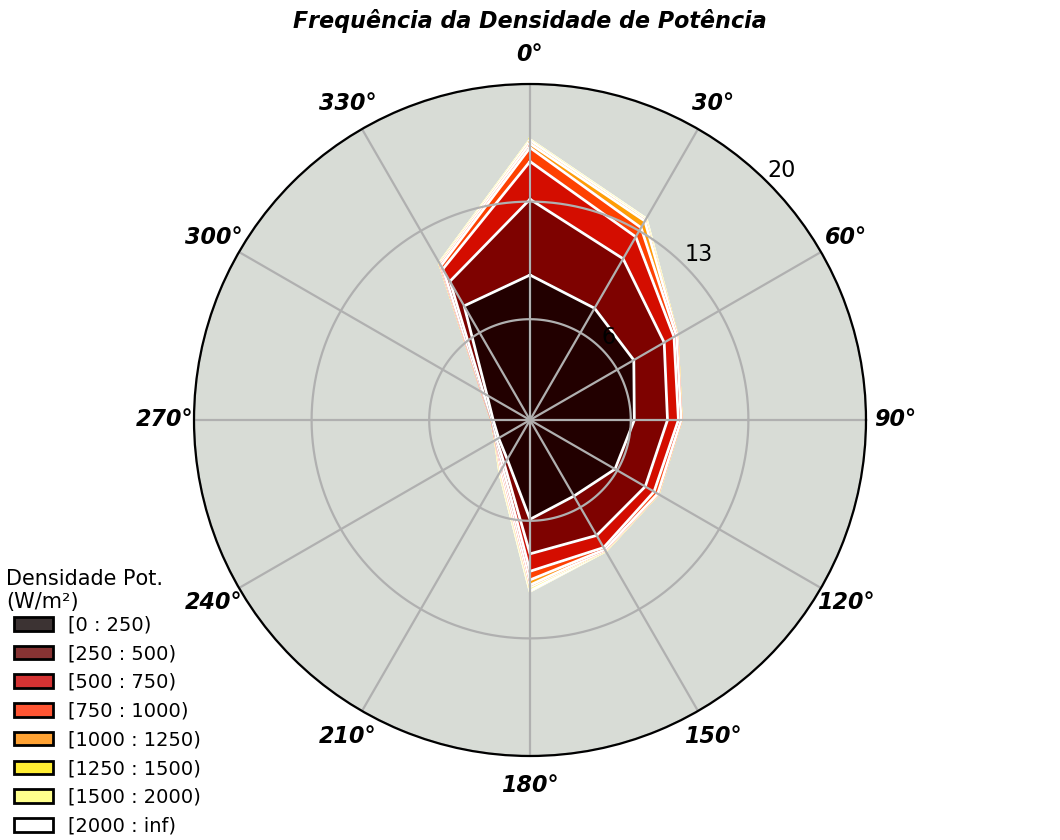 Frequência da Densidade de Potência
0°
330°
30°
20
300°
60°
13
6
270°
90°
Densidade Pot.
(W/m²)
240°
120°
[0 : 250)
[250 : 500)
[500 : 750)
[750 : 1000)
210°
150°
[1000 : 1250)
[1250 : 1500)
180°
[1500 : 2000)
[2000 : inf)